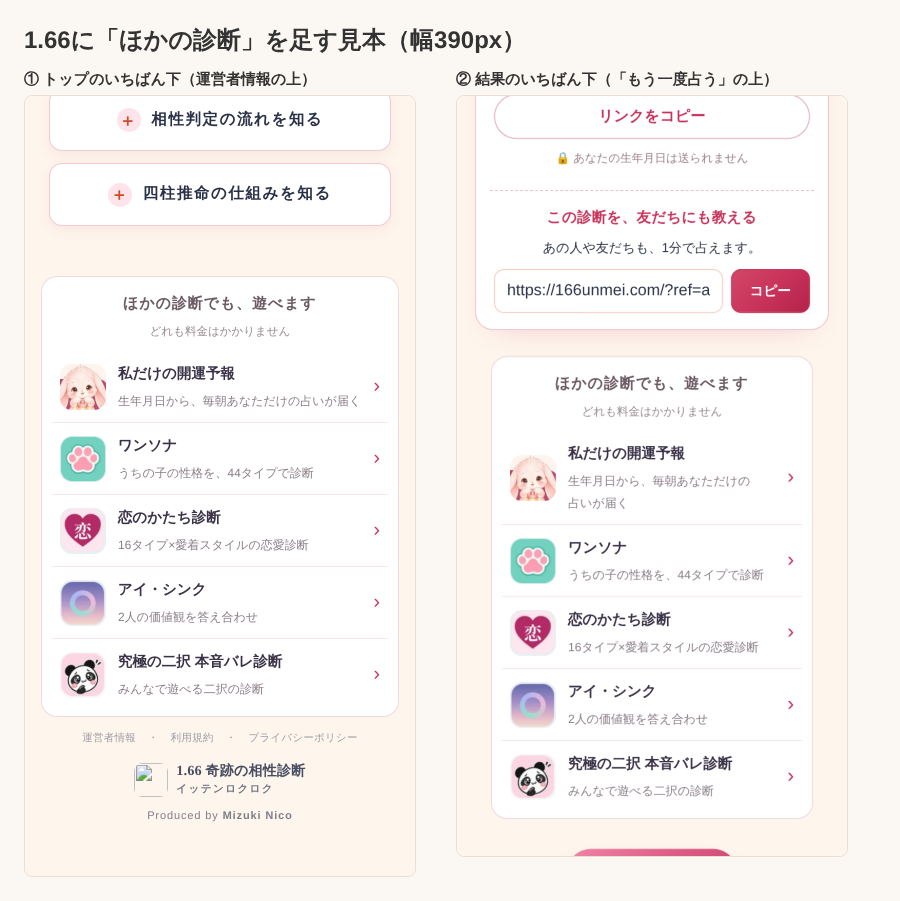 1.66に「ほかの診断」を足す見本（幅390px）
① トップのいちばん下（運営者情報の上）
＋ 相性判定の流れを知る
＋ 四柱推命の仕組みを知る
ほかの診断でも、遊べます
どれも料金はかかりません
私だけの開運予報
生年月日から、毎朝あなただけの占いが届く
›
ワンソナ
うちの子の性格を、44タイプで診断
›
恋
恋のかたち診断
16タイプ×愛着スタイルの恋愛診断
›
アイ・シンク
2人の価値観を答え合わせ
›
究極の二択 本音バレ診断
みんなで遊べる二択の診断
›
運営者情報 ・ 利用規約 ・ プライバシーポリシー
1.66 奇跡の相性診断
イッテンロクロク
Produced by Mizuki Nico
② 結果のいちばん下（「もう一度占う」の上）
リンクをコピー
🔒 あなたの生年月日は送られません
この診断を、友だちにも教える
あの人や友だちも、1分で占えます。
https://166unmei.com/?ref=a コピー
ほかの診断でも、遊べます
どれも料金はかかりません
私だけの開運予報
生年月日から、毎朝あなただけの
占いが届く
›
ワンソナ
うちの子の性格を、44タイプで診断
›
恋
恋のかたち診断
16タイプ×愛着スタイルの恋愛診断
›
アイ・シンク
2人の価値観を答え合わせ
›
究極の二択 本音バレ診断
みんなで遊べる二択の診断
›